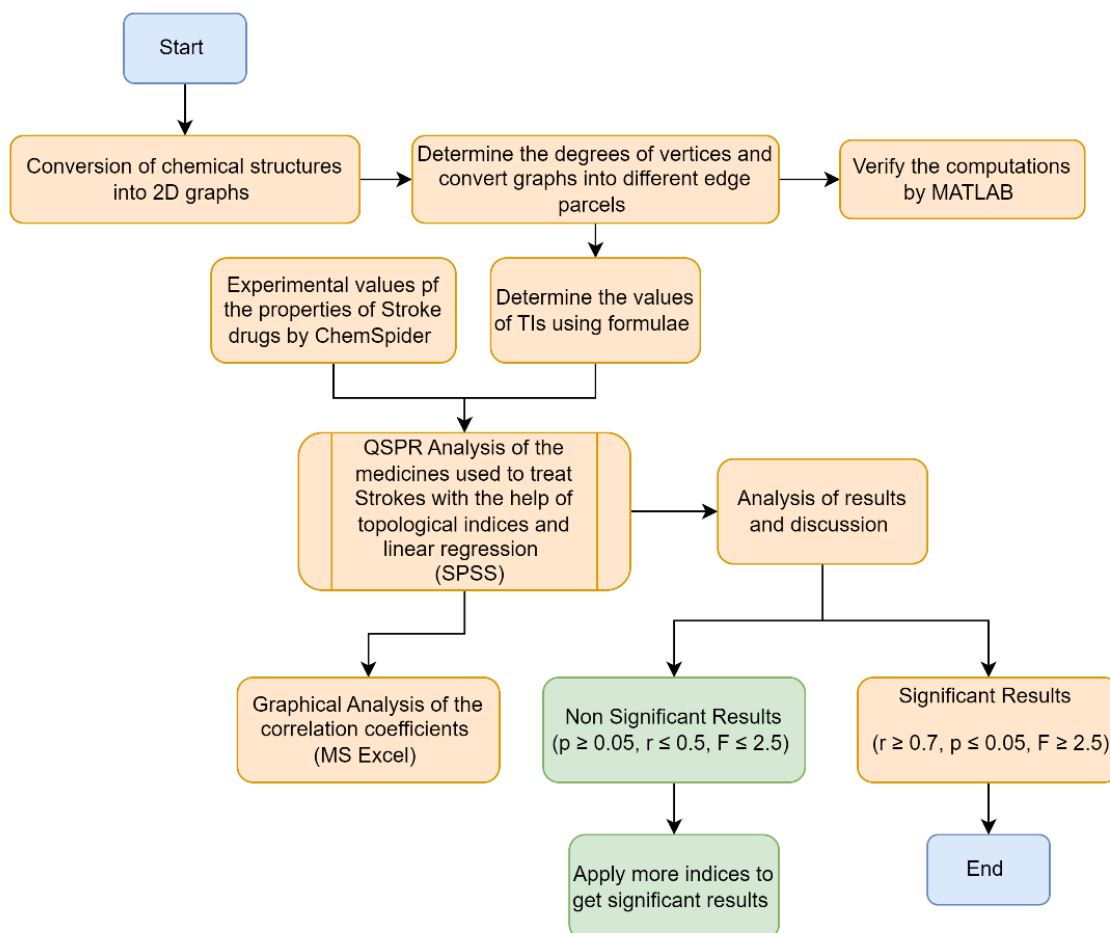 Start
Conversion of chemical structures
into 2D graphs
Determine the degrees of vertices and
convert graphs into different edge
parcels
Verify the computations
by MATLAB
Experimental values pf
the properties of Stroke
drugs by ChemSpider
Determine the values
of TIs using formulae
QSPR Analysis of the
medicines used to treat
Strokes with the help of
topological indices and
linear regression
(SPSS)
Analysis of results
and discussion
Graphical Analysis of the
correlation coefficients
(MS Excel)
Non Significant Results
(p ≥ 0.05, r ≤ 0.5, F ≤ 2.5)
Significant Results
(r ≥ 0.7, p ≤ 0.05, F ≥ 2.5)
Apply more indices to
get significant results
End